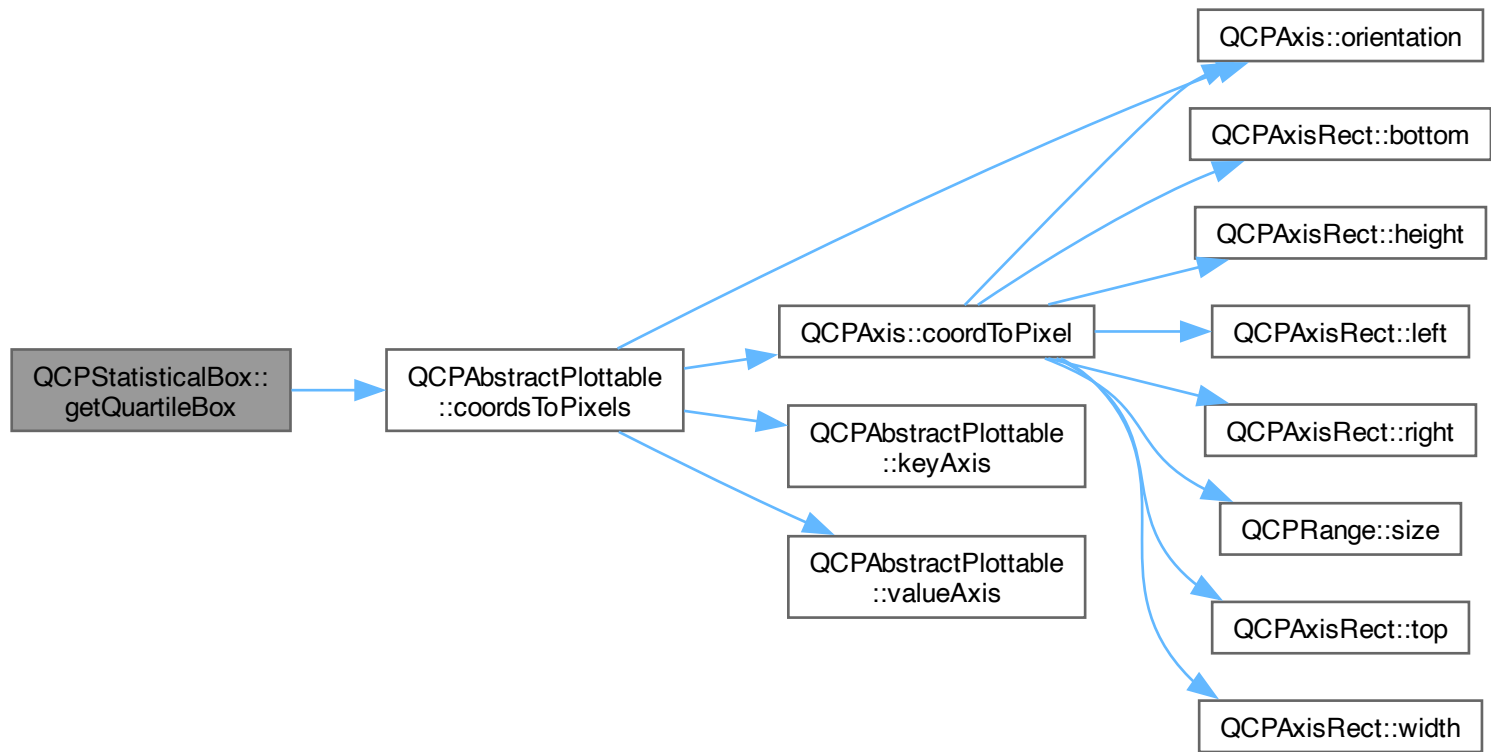 QCPStatisticalBox::
getQuartileBox
QCPAbstractPlottable
::coordsToPixels
QCPAxis::coordToPixel
QCPAbstractPlottable
::keyAxis
QCPAbstractPlottable
::valueAxis
QCPAxis::orientation
QCPAxisRect::bottom
QCPAxisRect::height
QCPAxisRect::left
QCPAxisRect::right
QCPRange::size
QCPAxisRect::top
QCPAxisRect::width